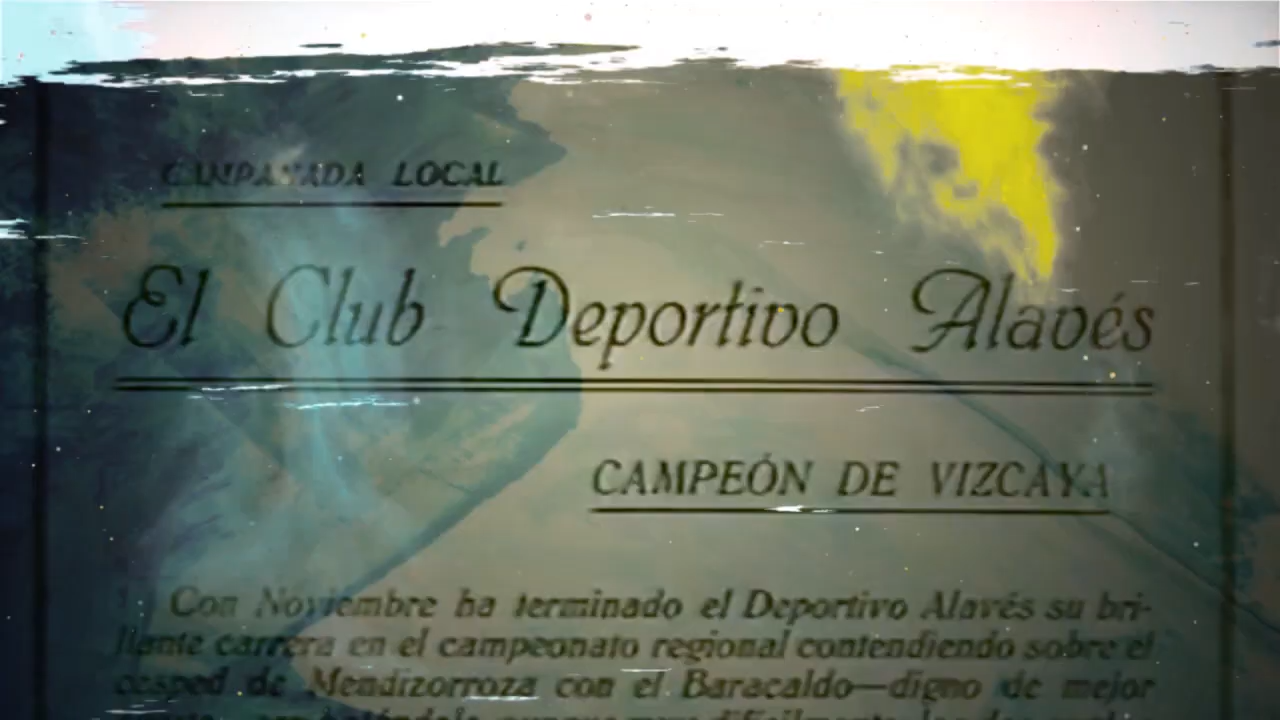 CAMPANADA LOCAL
El Club Deportivo Alavés
CAMPEÓN DE VIZCAYA
Con Noviembre ha terminado el Deportivo Alavés su bri-
llante carrera en el campeonato regional contendiendo sobre el
cesped de Mendizorroza con el Baracaldo—digno de mejor